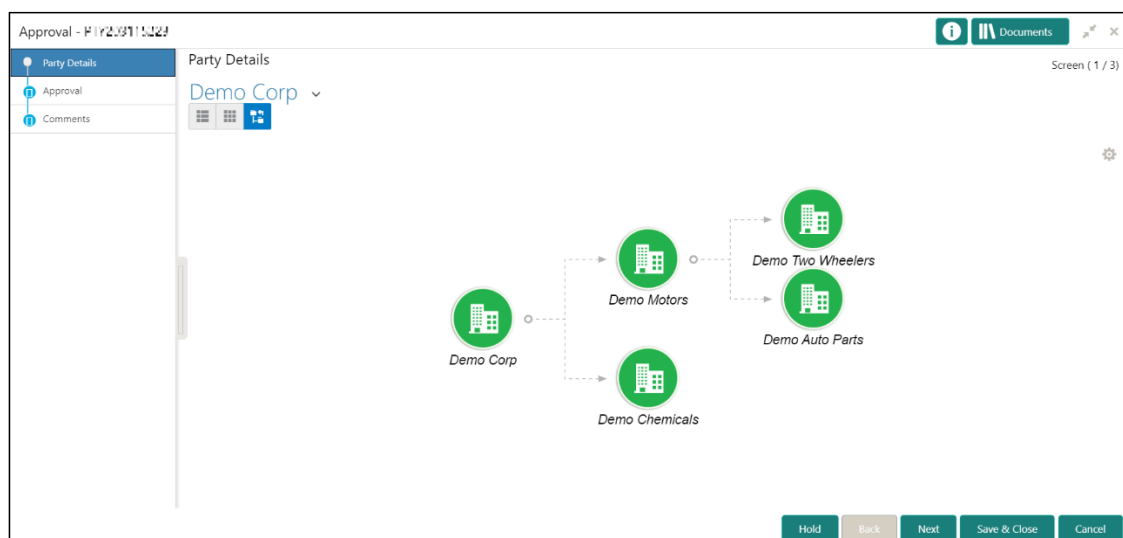 Approval -
Documents
Party Details
Approval
Comments
Party Details
Screen ( 1 / 3)
Demo Corp
Demo Two Wheelers
Demo Motors
Demo Auto Parts
Demo Corp
Demo Chemicals
Hold
Back
Next
Save & Close
Cancel